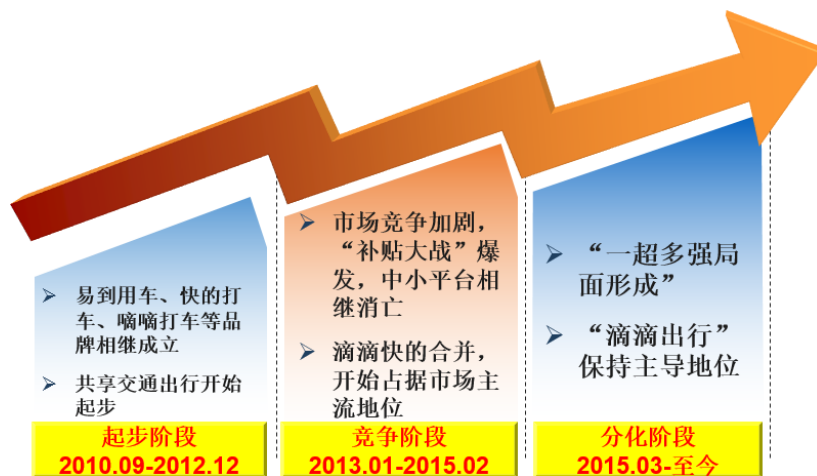 易到用车、快的打
车、嘀嘀打车等品
牌相继成立
共享交通出行开始
起步
起步阶段
2010.09-2012.12
市场竞争加剧，
“补贴大战”爆
发，中小平台相
继消亡
滴滴快的合并，
开始占据市场主
流地位
竞争阶段
2013.01-2015.02
“一超多强局
面形成”
“滴滴出行”
保持主导地位
分化阶段
2015.03-至今